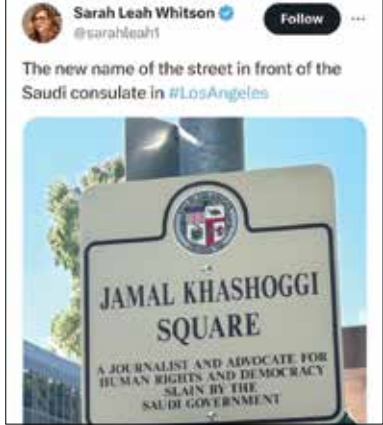 Sarah Leah Whitson
@sarahleah1
Follow
The new name of the street in front of the
Saudi consulate in #LosAngeles
JAMAL KHASHOGGI
SQUARE
A JOURNALIST AND ADVOCATE FOR
HUMAN RIGHTS AND DEMOCRACY
SLAIN BY THE
SAUDI GOVERNMENT